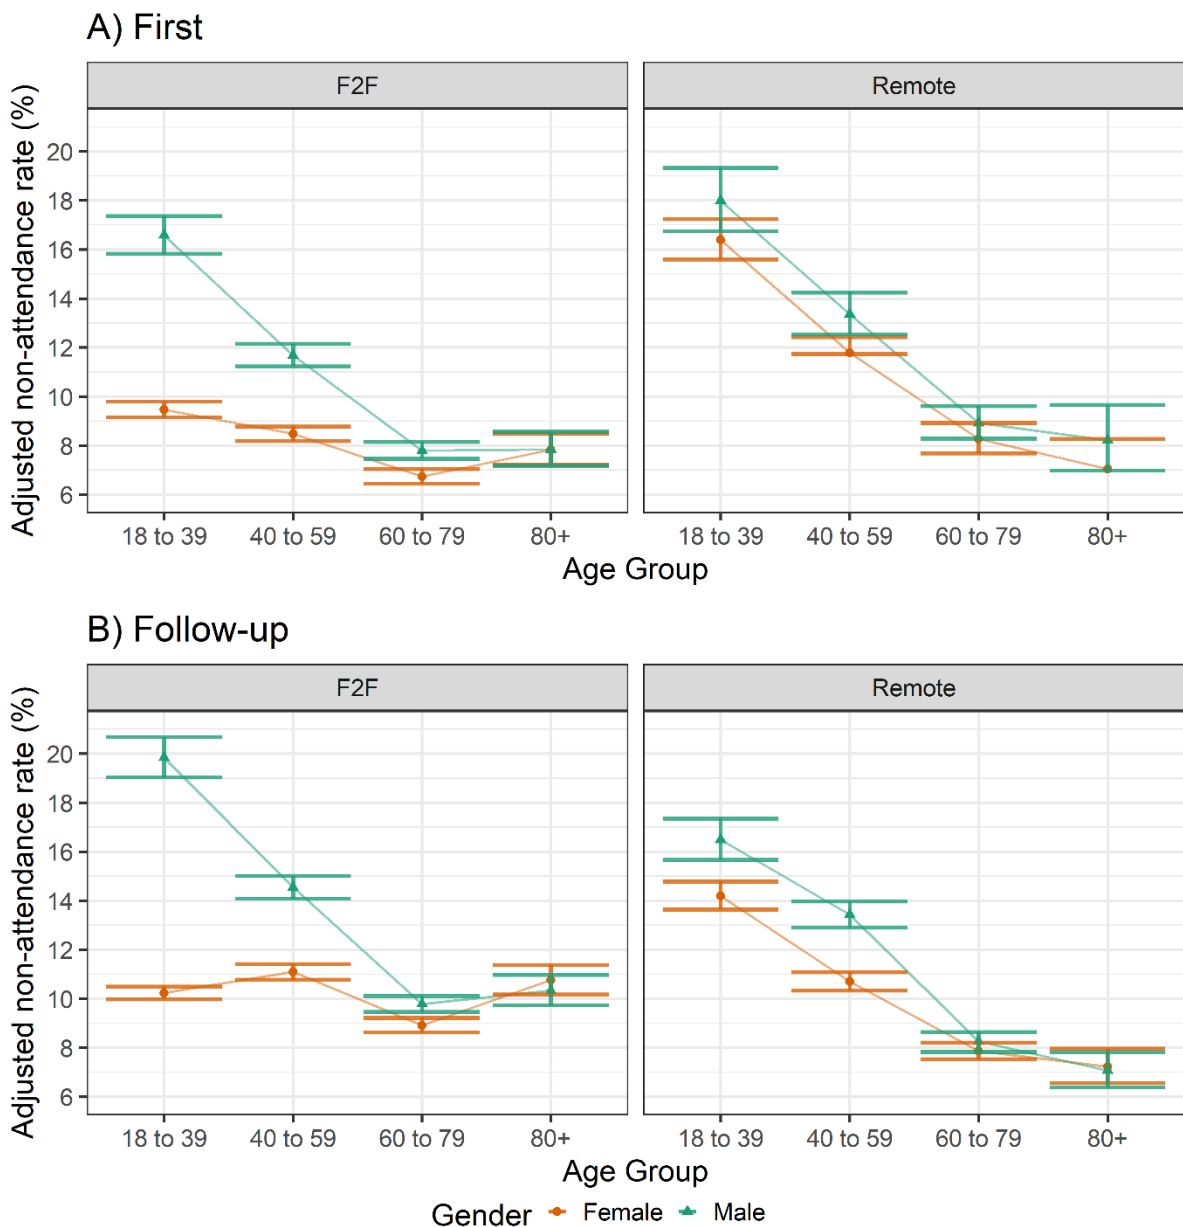 A) First
F2F Remote
Adjusted non-attendance rate (%)
20
18
16
14
12
10
8
6
18 to 39 40 to 59 60 to 79 80+ 18 to 39 40 to 59 60 to 79 80+
Age Group
B) Follow-up
F2F Remote
Adjusted non-attendance rate (%)
20
18
16
14
12
10
8
6
18 to 39 40 to 59 60 to 79 80+ 18 to 39 40 to 59 60 to 79 80+
Age Group
Gender Female Male